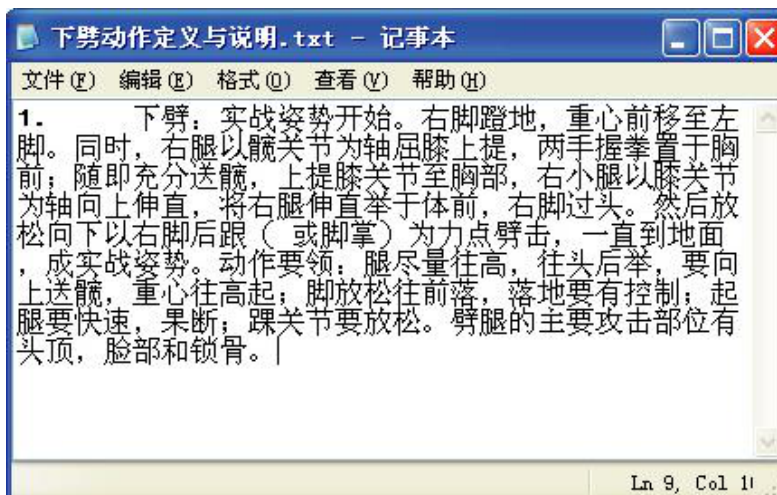 下劈动作定义与说明.txt - 记事本
文件(F) 编辑(E) 格式(O) 查看(V) 帮助(H)
1. 下劈：实战姿势开始。右脚蹬地，重心前移至左
脚。同时，右腿以髋关节为轴屈膝上提，两手握拳置于胸
前；随即充分送髋，上提膝关节至胸部，右小腿以膝关节
为轴向上伸直，将右腿伸直举于体前，右脚过头。然后放
松向下以右脚后跟（ 或脚掌）为力点劈击，一直到地面
，成实战姿势。动作要领：腿尽量往高，往头后举，要向
上送髋，重心往高起；脚放松往前落，落地要有控制；起
腿要快速，果断；踝关节要放松。劈腿的主要攻击部位有
头顶，脸部和锁骨。
Ln 9, Col 1